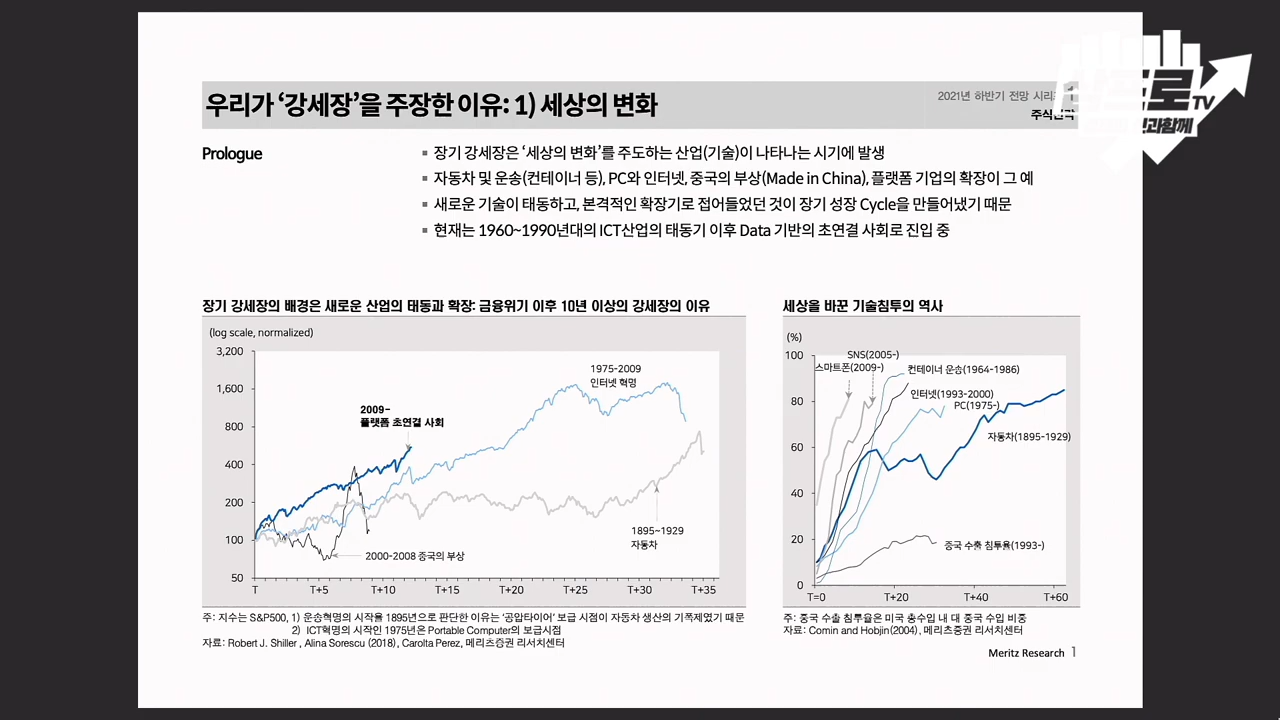 우리가 ‘강세장’을 주장한 이유: 1) 세상의 변화
2021년 하반기 전망 시리즈 1
주식전략
프로TV
과함께
Prologue
▪ 장기 강세장은 ‘세상의 변화’를 주도하는 산업(기술)이 나타나는 시기에 발생
▪ 자동차 및 운송(컨테이너 등), PC와 인터넷, 중국의 부상(Made in China), 플랫폼 기업의 확장이 그 예
▪ 새로운 기술이 태동하고, 본격적인 확장기로 접어들었던 것이 장기 성장 Cycle을 만들어냈기 때문
▪ 현재는 1960~1990년대의 ICT산업의 태동기 이후 Data 기반의 초연결 사회로 진입 중
장기 강세장의 배경은 새로운 산업의 태동과 확장: 금융위기 이후 10년 이상의 강세장의 이유
(log scale, normalized)
3,200
1,600
800
400
200
100
50
1975-2009
인터넷 혁명
2009-
플랫폼 초연결 사회
2000-2008 중국의 부상
1895~1929
자동차
T T+5 T+10 T+15 T+20 T+25 T+30 T+35
주: 지수는 S&P500, 1) 운송혁명의 시작을 1895년으로 판단한 이유는 ‘공압타이어’ 보급 시점이 자동차 생산의 기폭제였기 때문
2) ICT혁명의 시작인 1975년은 Portable Computer의 보급시점
자료: Robert J. Shiller , Alina Sorescu (2018), Carolta Perez, 메리츠증권 리서치센터
세상을 바꾼 기술침투의 역사
(%)
100
80
60
40
20
0
SNS(2005-)
스마트폰(2009-)
컨테이너 운송(1964-1986)
인터넷(1993-2000)
PC(1975-)
자동차(1895-1929)
중국 수출 침투율(1993-)
T=0 T+20 T+40 T+60
주: 중국 수출 침투율은 미국 총수입 내 대 중국 수입 비중
자료: Comin and Hobjin(2004), 메리츠증권 리서치센터
Meritz Research 1